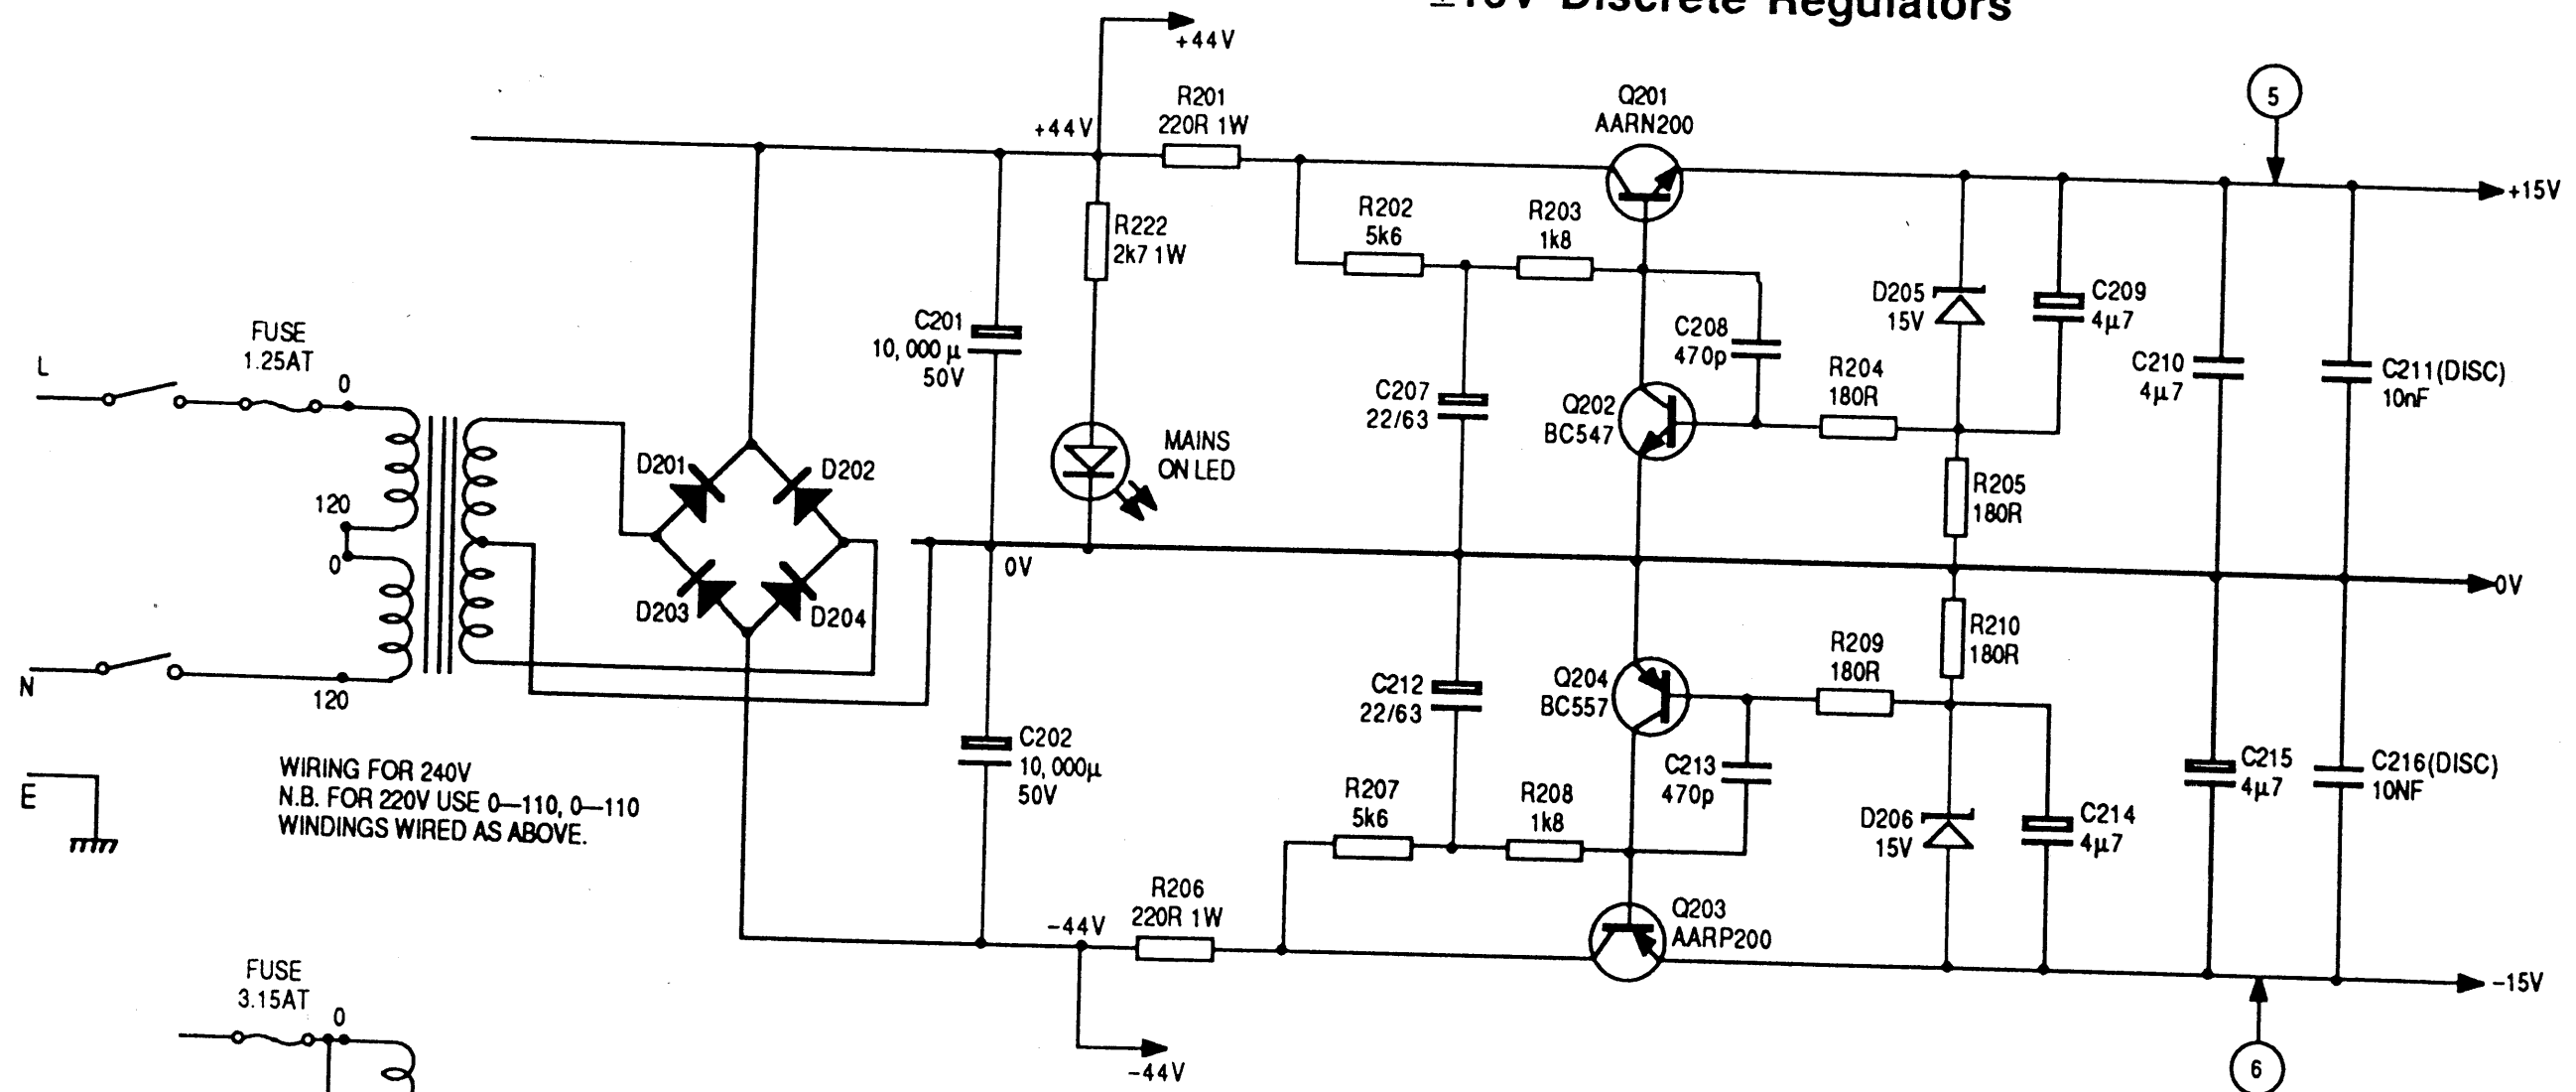 ±15V Discrete Regulators
+44V
R201
220R 1W
+44V
Q201
AARN200
5
+15V
R222
2k7 1W
R202
5k6
R203
1k8
D205
15V
C209
4µ7
C201
10,000 µ
50V
C208
470p
C210
4µ7
C211(DISC)
10nF
FUSE
1.25AT
L
0
R204
180R
C207
22/63
Q202
BC547
MAINS
ON LED
D201
D202
R205
180R
120
0
0V
0V
D203
D204
R210
180R
R209
180R
N
120
C212
22/63
Q204
BC557
C202
10,000µ
50V
C213
470p
C215
4µ7
C216(DISC)
10NF
E
WIRING FOR 240V
N.B. FOR 220V USE 0—110, 0—110
WINDINGS WIRED AS ABOVE.
R207
5k6
R208
1k8
D206
15V
C214
4µ7
R206
220R 1W
-44V
Q203
AARP200
-15V
FUSE
3.15AT
0
-44V
6